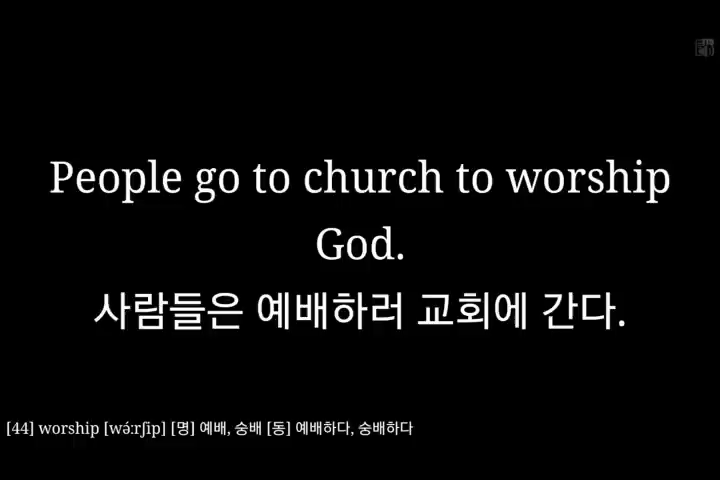 People go to church to worship
God.
사람들은 예배하러 교회에 간다.
[44] worship [wə́:rʃip] [명] 예배, 숭배 [동] 예배하다, 숭배하다